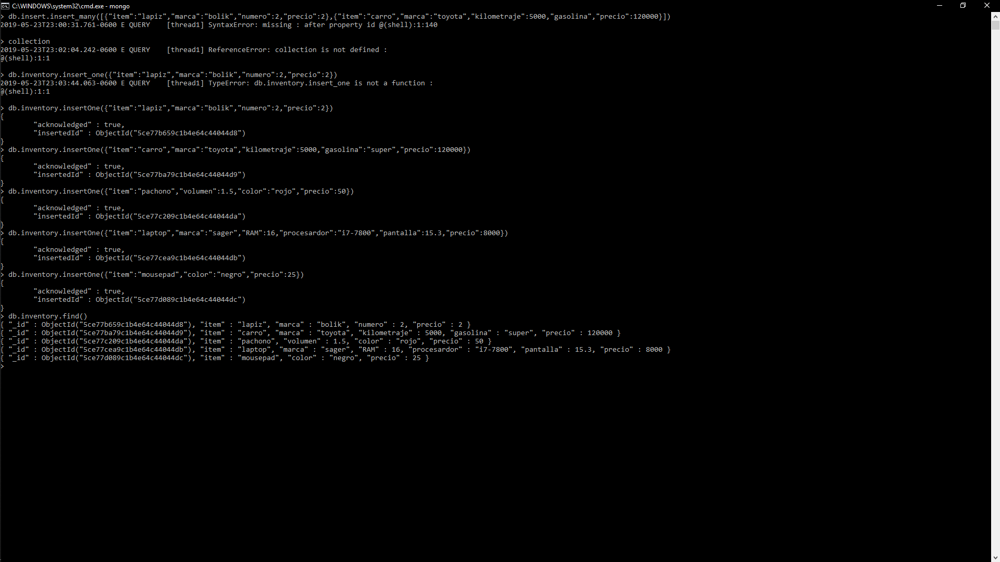 C:\WINDOWS\system32\cmd.exe - mongo
> db.insert.insert_many([{"item":"lapiz","marca":"bolik","numero":2,"precio":2},{"item":"carro","marca":"toyota","kilometraje":5000,"gasolina","precio":120000}])
2019-05-23T23:00:31.761-0600 E QUERY    [thread1] SyntaxError: missing : after property id @(shell):1:140
> collection
2019-05-23T23:02:04.242-0600 E QUERY    [thread1] ReferenceError: collection is not defined :
@(shell):1:1
> db.inventory.insert_one({"item":"lapiz","marca":"bolik","numero":2,"precio":2})
2019-05-23T23:03:44.063-0600 E QUERY    [thread1] TypeError: db.inventory.insert_one is not a function :
@(shell):1:1
> db.inventory.insertOne({"item":"lapiz","marca":"bolik","numero":2,"precio":2})
{
        "acknowledged" : true,
        "insertedId" : ObjectId("5ce77b659c1b4e64c44044d8")
}
> db.inventory.insertOne({"item":"carro","marca":"toyota","kilometraje":5000,"gasolina":"super","precio":120000})
{
        "acknowledged" : true,
        "insertedId" : ObjectId("5ce77ba79c1b4e64c44044d9")
}
> db.inventory.insertOne({"item":"pachono","volumen":1.5,"color":"rojo","precio":50})
{
        "acknowledged" : true,
        "insertedId" : ObjectId("5ce77c209c1b4e64c44044da")
}
> db.inventory.insertOne({"item":"laptop","marca":"sager","RAM":16,"procesardor":"i7-7800","pantalla":15.3,"precio":8000})
{
        "acknowledged" : true,
        "insertedId" : ObjectId("5ce77cea9c1b4e64c44044db")
}
> db.inventory.insertOne({"item":"mousepad","color":"negro","precio":25})
{
        "acknowledged" : true,
        "insertedId" : ObjectId("5ce77d089c1b4e64c44044dc")
}
> db.inventory.find()
{ "_id" : ObjectId("5ce77b659c1b4e64c44044d8"), "item" : "lapiz", "marca" : "bolik", "numero" : 2, "precio" : 2 }
{ "_id" : ObjectId("5ce77ba79c1b4e64c44044d9"), "item" : "carro", "marca" : "toyota", "kilometraje" : 5000, "gasolina" : "super", "precio" : 120000 }
{ "_id" : ObjectId("5ce77c209c1b4e64c44044da"), "item" : "pachono", "volumen" : 1.5, "color" : "rojo", "precio" : 50 }
{ "_id" : ObjectId("5ce77cea9c1b4e64c44044db"), "item" : "laptop", "marca" : "sager", "RAM" : 16, "procesardor" : "i7-7800", "pantalla" : 15.3, "precio" : 8000 }
{ "_id" : ObjectId("5ce77d089c1b4e64c44044dc"), "item" : "mousepad", "color" : "negro", "precio" : 25 }
>